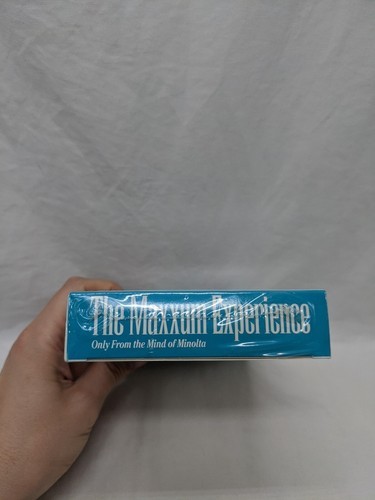 The Maxxum Experience
Only From the Mind of Minolta